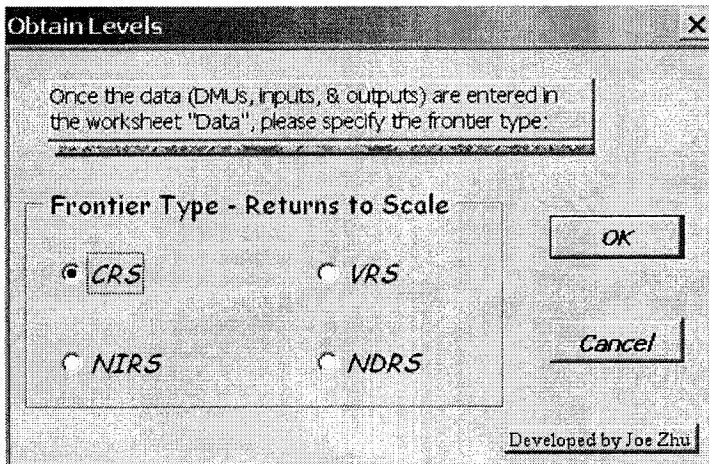 Obtain Levels
Once the data (DMUs, inputs, & outputs) are entered in
the worksheet "Data", please specify the frontier type:
Frontier Type - Returns to Scale
CRS
VRS
OK
NIRS
NDRS
Cancel
Developed by Joe Zhu